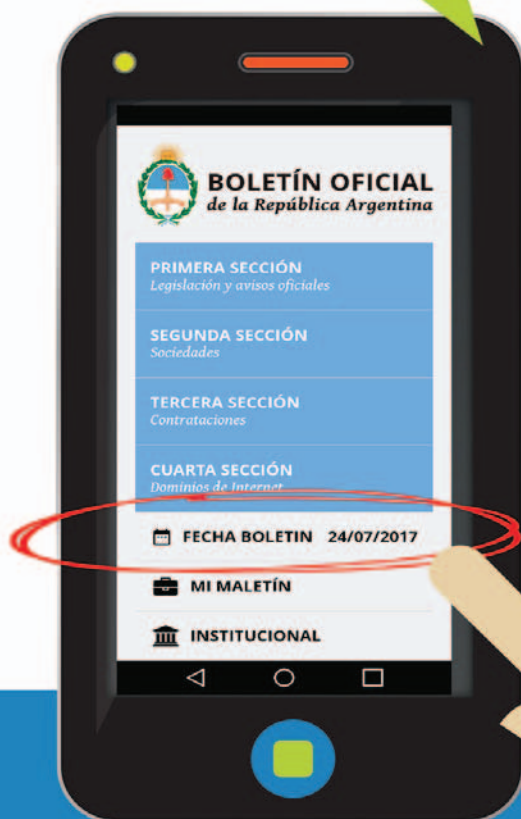 BOLETÍN OFICIAL
de la República Argentina
PRIMERA SECCIÓN
Legislación y avisos oficiales
SEGUNDA SECCIÓN
Sociedades
TERCERA SECCIÓN
Contrataciones
CUARTA SECCIÓN
Dominios de Internet
FECHA BOLETIN 24/07/2017
MI MALETÍN
INSTITUCIONAL